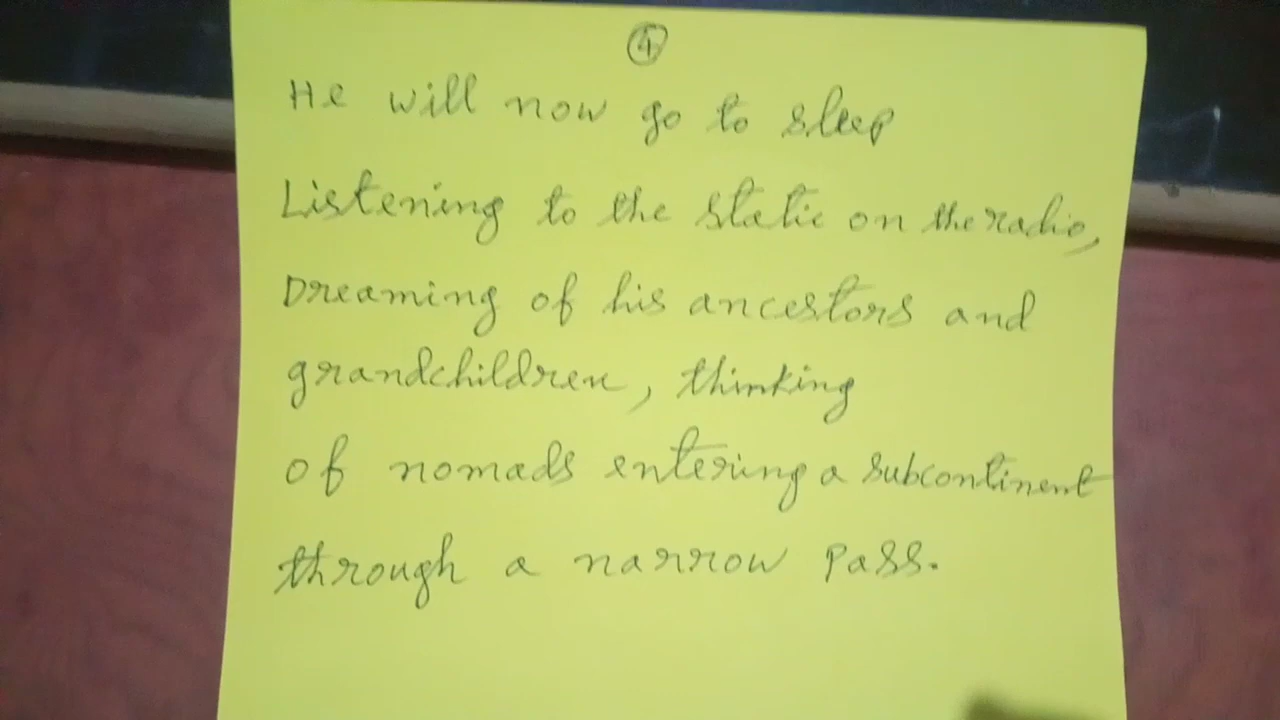 4
He will now go to sleep
Listening to the static on the radio,
Dreaming of his ancestors and
grandchildren, thinking
of nomads entering a subcontinent
through a narrow pass.